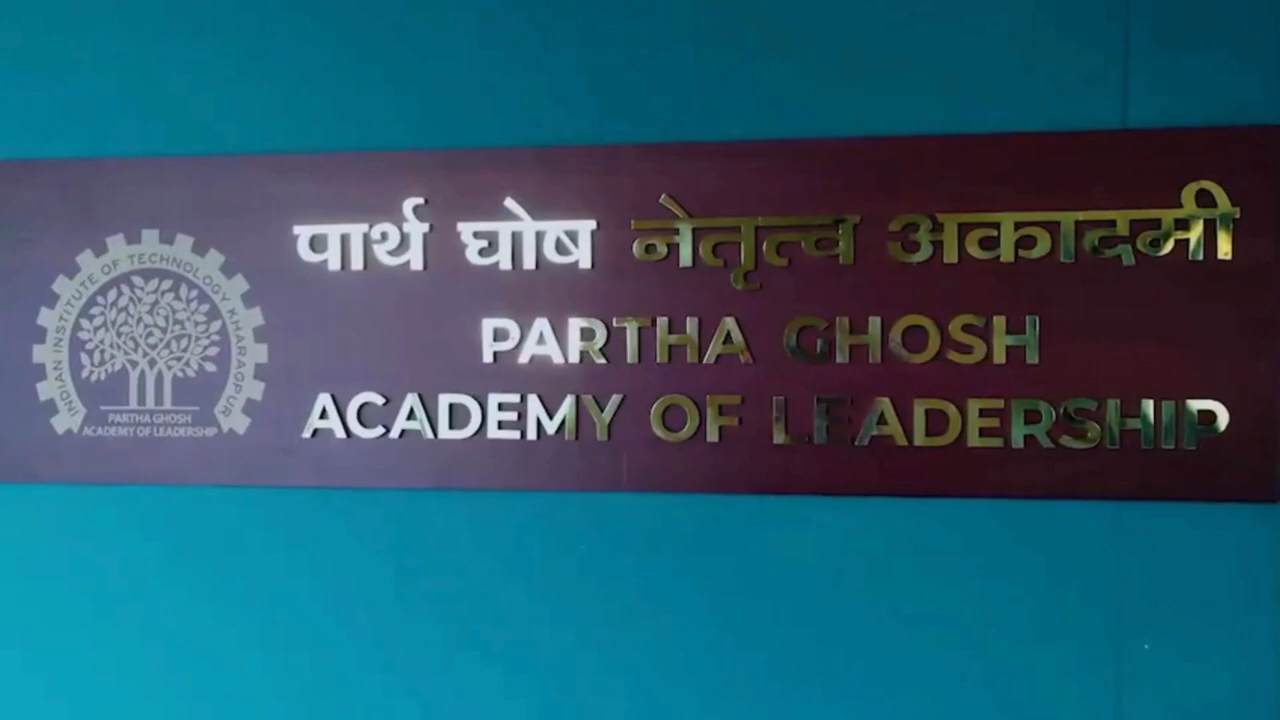 INDIAN INSTITUTE OF TECHNOLOGY KHARAGPUR
PARTHA GHOSH
ACADEMY OF LEADERSHIP
पार्थ घोष नेतृत्व अकादमी
PARTHA GHOSH
ACADEMY OF LEADERSHIP